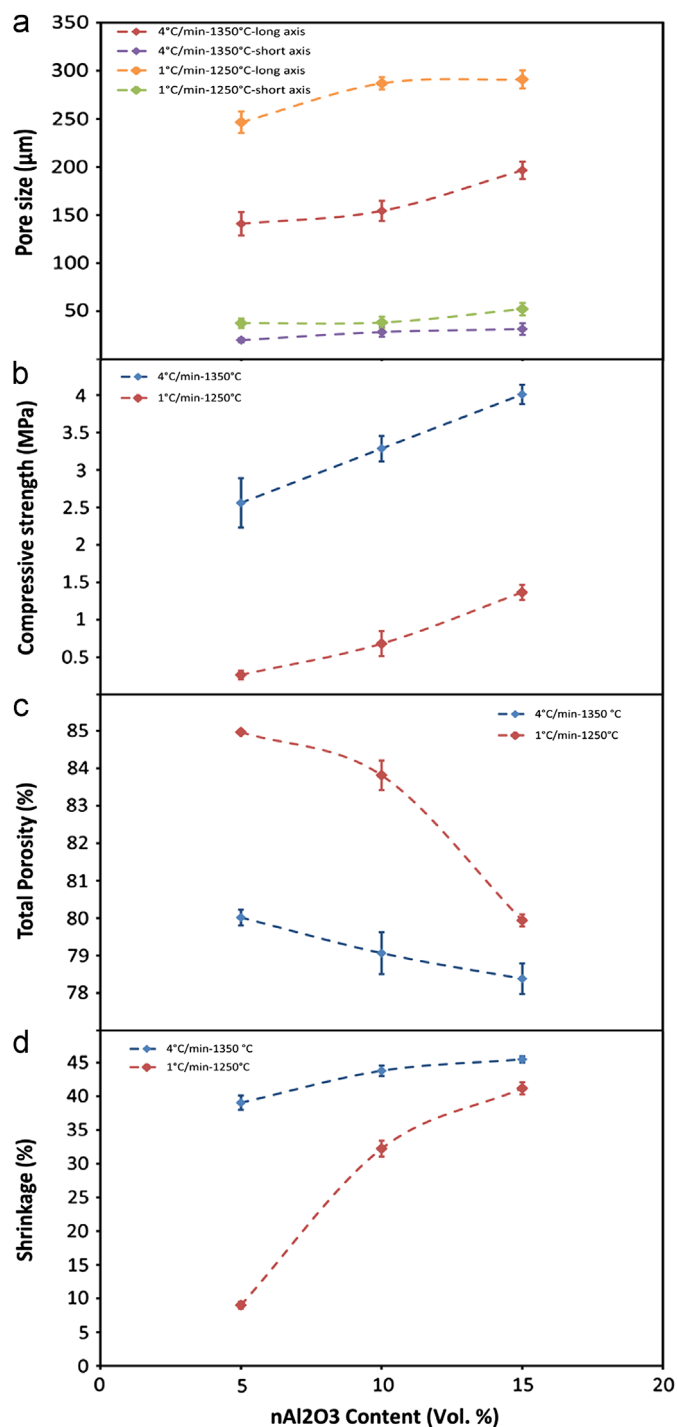 a
350
300
250
200
150
100
50
Pore size (µm)
4°C/min-1350°C-long axis
4°C/min-1350°C-short axis
1°C/min-1250°C-long axis
1°C/min-1250°C-short axis
b
4
3.5
3
2.5
2
1.5
1
0.5
Compressive strength (MPa)
4°C/min-1350°C
1°C/min-1250°C
c
85
84
83
82
81
80
79
78
Total Porosity (%)
4°C/min-1350 °C
1°C/min-1250°C
d
45
40
35
30
25
20
15
10
5
0
Shrinkage (%)
4°C/min-1350 °C
1°C/min-1250°C
0 5 10 15 20
nAl2O3 Content (Vol. %)